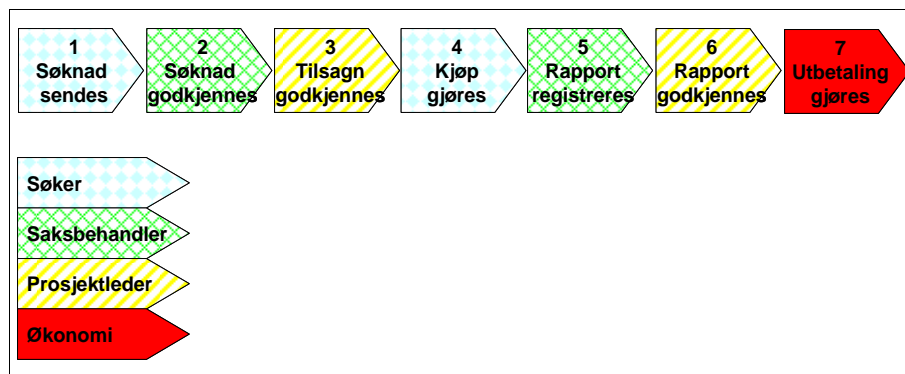 1
Søknad
sendes
2
Søknad
godkjennes
3
Tilsagn
godkjennes
4
Kjøp
gjøres
5
Rapport
registreres
6
Rapport
godkjennes
7
Utbetaling
gjøres
Søker
Saksbehandler
Prosjektleder
Økonomi